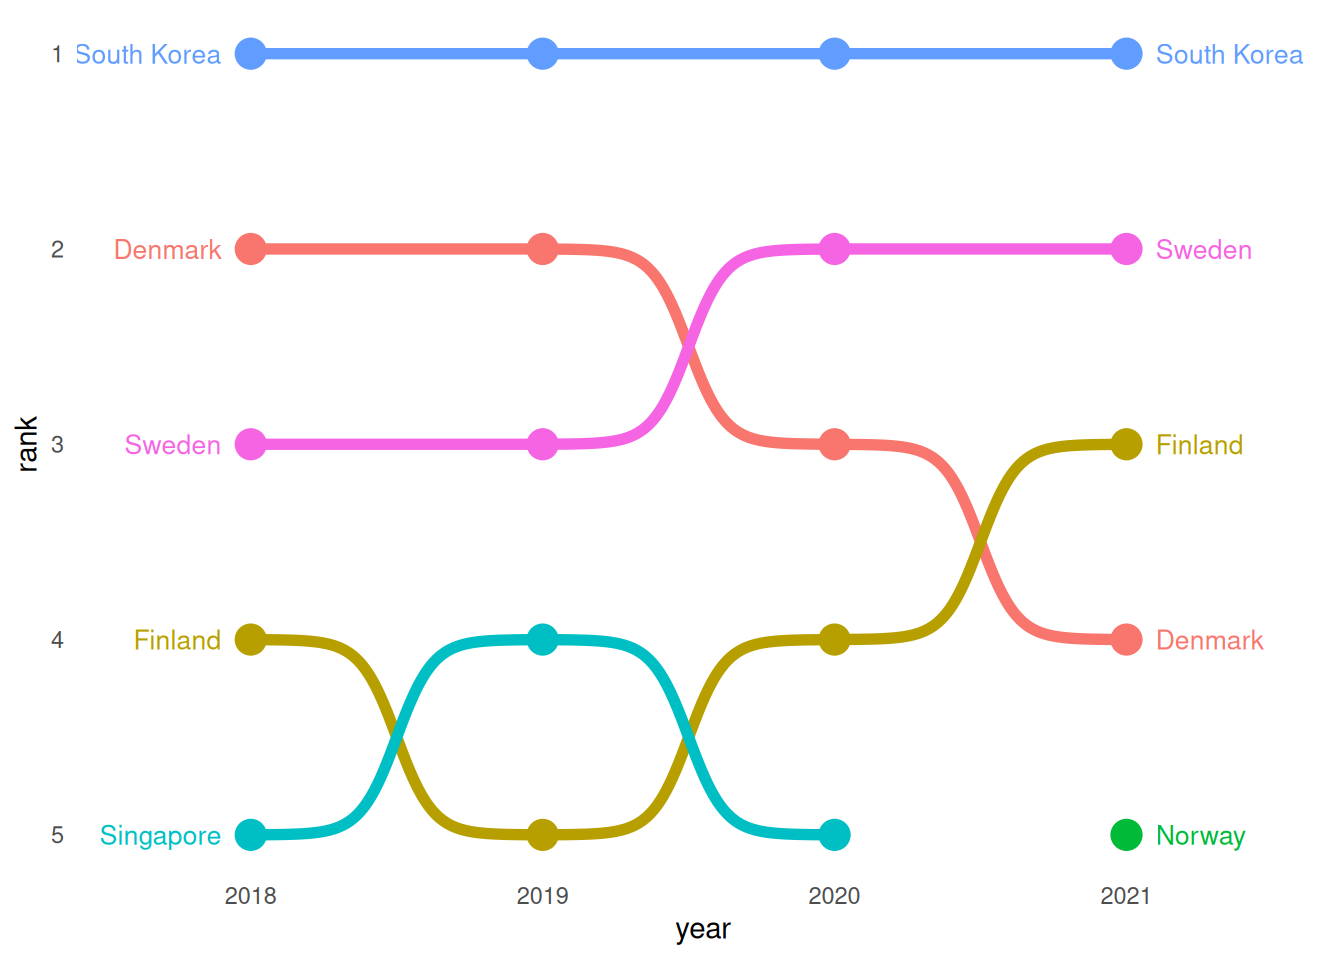 1 South Korea South Korea
2 Denmark Sweden
rank
3 Sweden Finland
4 Finland Denmark
5 Singapore Norway
2018 2019 2020 2021
year